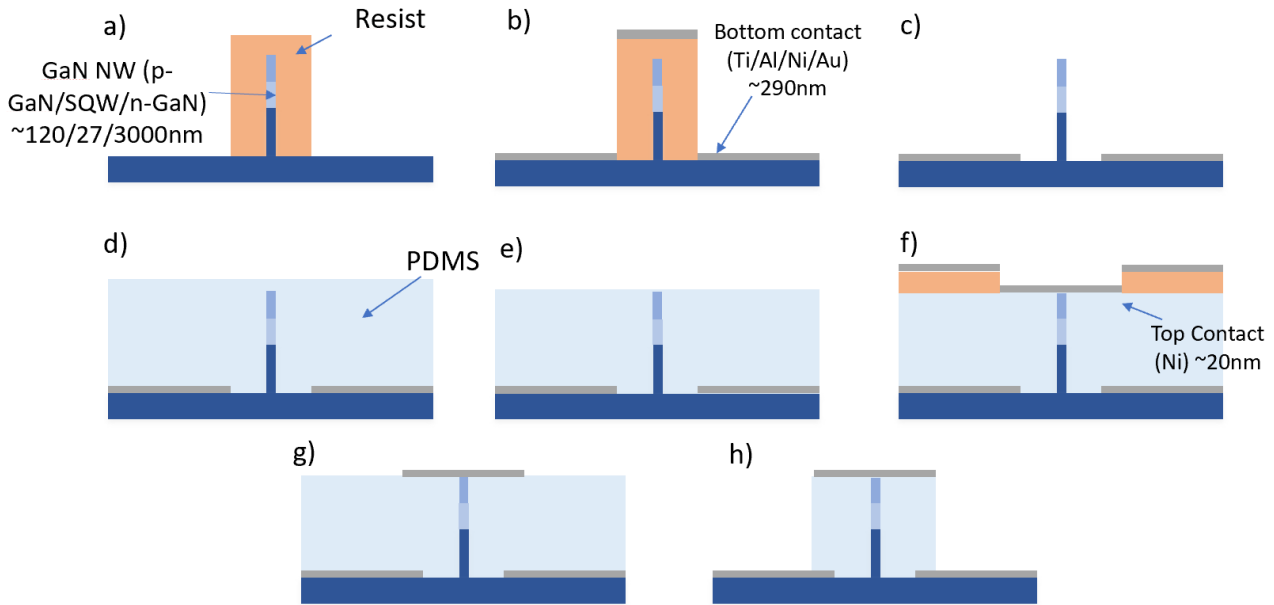 a)
Resist
GaN NW (p-
GaN/SQW/n-GaN)
~120/27/3000nm
b)
Bottom contact
(Ti/Al/Ni/Au)
~290nm
c)
d)
PDMS
e)
f)
Top Contact
(Ni) ~20nm
g)
h)